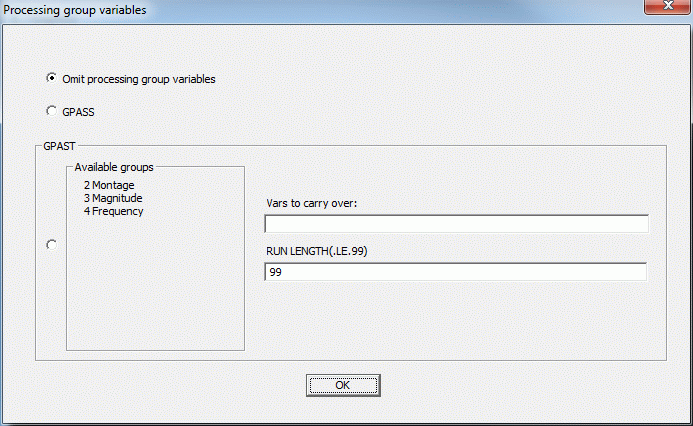 Processing group variables
Omit processing group variables
GPASS
GPAST
Available groups
2 Montage
3 Magnitude
4 Frequency
Vars to carry over:
RUN LENGTH(.LE.99)
99
OK